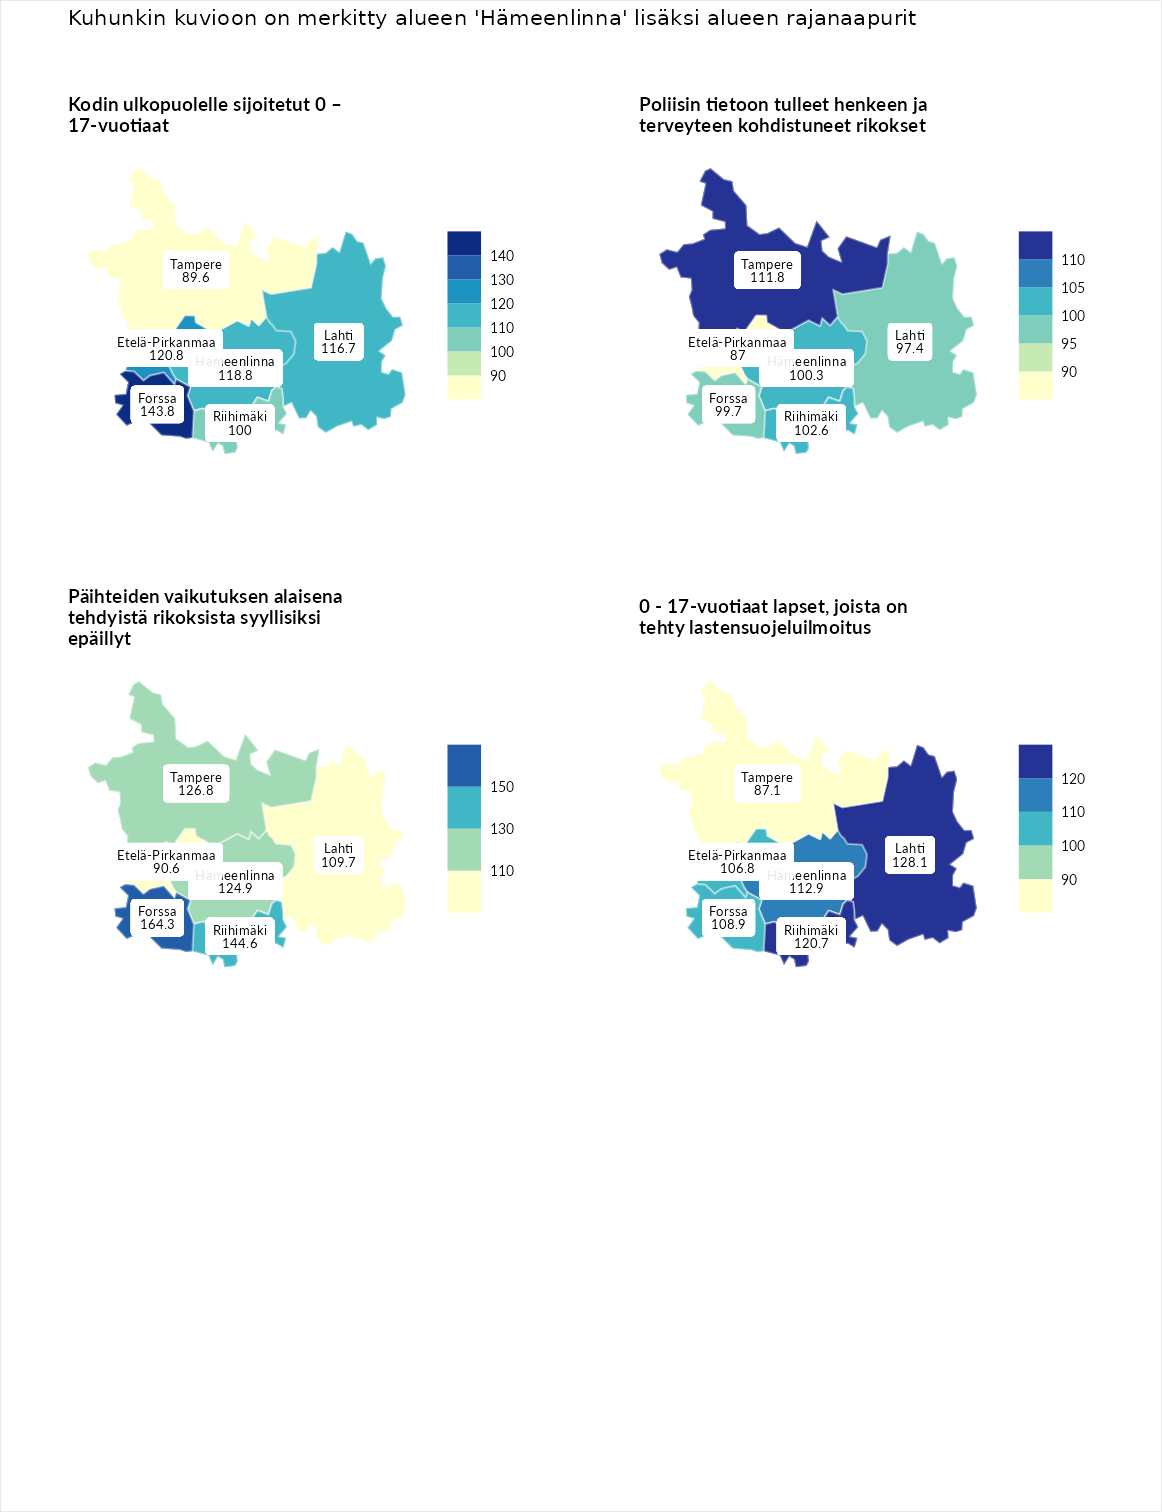 Kuhunkin kuvioon on merkitty alueen 'Hämeenlinna' lisäksi alueen rajanaapurit
Kodin ulkopuolelle sijoitetut 0 –
17-vuotiaat
Tampere
89.6
Lahti
116.7
Etelä-Pirkanmaa
120.8
Hämeenlinna
118.8
Forssa
143.8
Riihimäki
100
140
130
120
110
100
90
Poliisin tietoon tulleet henkeen ja
terveyteen kohdistuneet rikokset
Tampere
111.8
Lahti
97.4
Etelä-Pirkanmaa
87
Hämeenlinna
100.3
Forssa
99.7
Riihimäki
102.6
110
105
100
95
90
Päihteiden vaikutuksen alaisena
tehdyistä rikoksista syyllisiksi
epäillyt
Tampere
126.8
Lahti
109.7
Etelä-Pirkanmaa
90.6
Hämeenlinna
124.9
Forssa
164.3
Riihimäki
144.6
150
130
110
0 - 17-vuotiaat lapset, joista on
tehty lastensuojeluilmoitus
Tampere
87.1
Lahti
128.1
Etelä-Pirkanmaa
106.8
Hämeenlinna
112.9
Forssa
108.9
Riihimäki
120.7
120
110
100
90